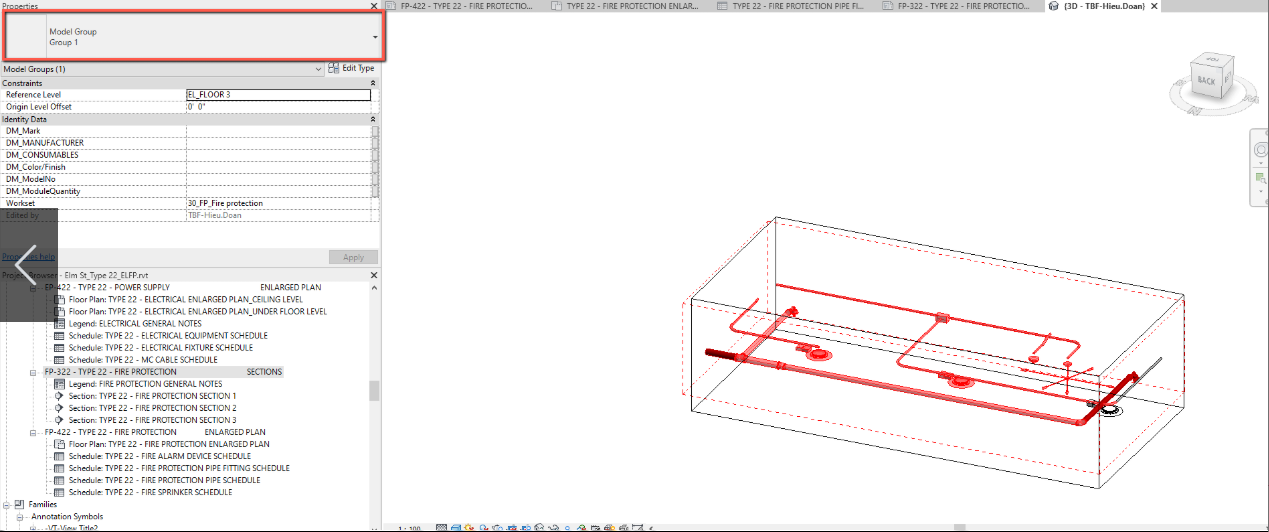 Properties
FP-422 - TYPE 22 - FIRE PROTECTIO...
TYPE 22 - FIRE PROTECTION ENLAR...
TYPE 22 - FIRE PROTECTION PIPE FI...
FP-322 - TYPE 22 - FIRE PROTECTIO...
{3D - TBF-Hieu.Doan}
Model Group
Group 1
Model Groups (1)
Edit Type
Constraints
Reference Level EL_FLOOR 3
Origin Level Offset 0' 0"
Identity Data
DM_Mark
DM_MANUFACTURER
DM_CONSUMABLES
DM_Color/Finish
DM_ModelNo
DM_ModuleQuantity
Workset 30_FP_Fire protection
Edited by TBF-Hieu.Doan
Properties help
Apply
Project Browser - Elm St_Type 22_ELFP.rvt
EP-422 - TYPE 22 - POWER SUPPLY ENLARGED PLAN
Floor Plan: TYPE 22 - ELECTRICAL ENLARGED PLAN_CEILING LEVEL
Floor Plan: TYPE 22 - ELECTRICAL ENLARGED PLAN_UNDER FLOOR LEVEL
Legend: ELECTRICAL GENERAL NOTES
Schedule: TYPE 22 - ELECTRICAL EQUIPMENT SCHEDULE
Schedule: TYPE 22 - ELECTRICAL FIXTURE SCHEDULE
Schedule: TYPE 22 - MC CABLE SCHEDULE
FP-322 - TYPE 22 - FIRE PROTECTION SECTIONS
Legend: FIRE PROTECTION GENERAL NOTES
Section: TYPE 22 - FIRE PROTECTION SECTION 1
Section: TYPE 22 - FIRE PROTECTION SECTION 2
Section: TYPE 22 - FIRE PROTECTION SECTION 3
FP-422 - TYPE 22 - FIRE PROTECTION ENLARGED PLAN
Floor Plan: TYPE 22 - FIRE PROTECTION ENLARGED PLAN
Schedule: TYPE 22 - FIRE ALARM DEVICE SCHEDULE
Schedule: TYPE 22 - FIRE PROTECTION PIPE FITTING SCHEDULE
Schedule: TYPE 22 - FIRE PROTECTION PIPE SCHEDULE
Schedule: TYPE 22 - FIRE SPRINKER SCHEDULE
Families
Annotation Symbols
-VT-View Title2
BACK
1 : 100